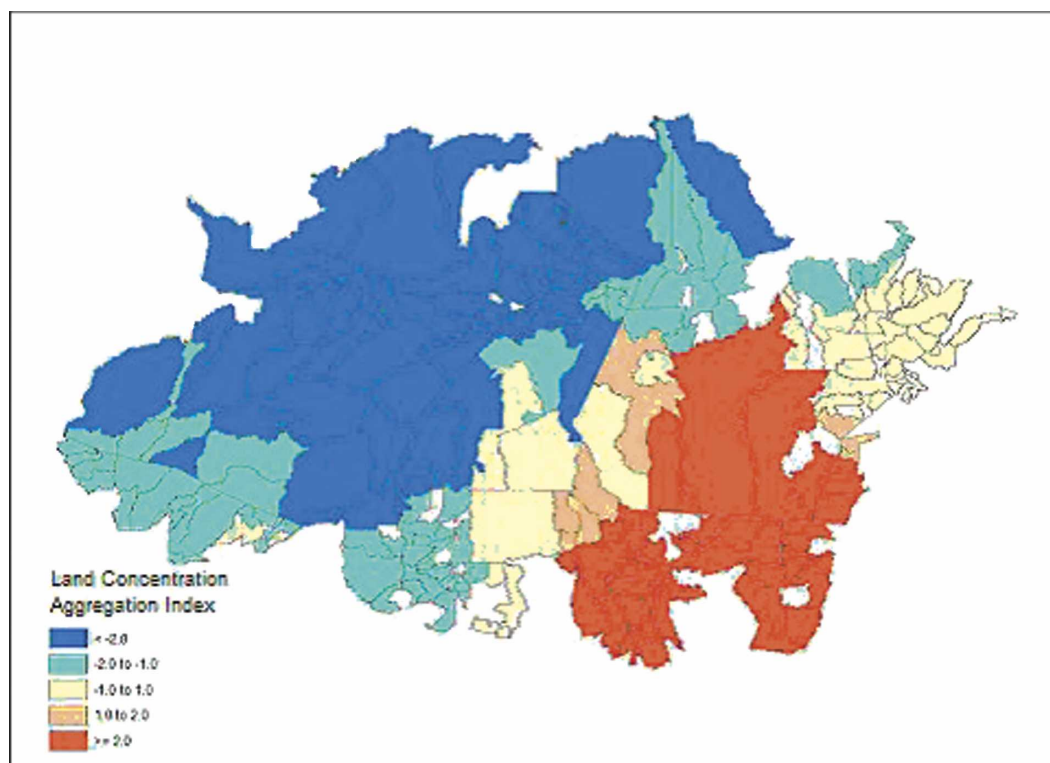 Land Concentration
Aggregation Index
< -2.0
-2.0 to -1.0
-1.0 to 1.0
1.0 to 2.0
>= 2.0